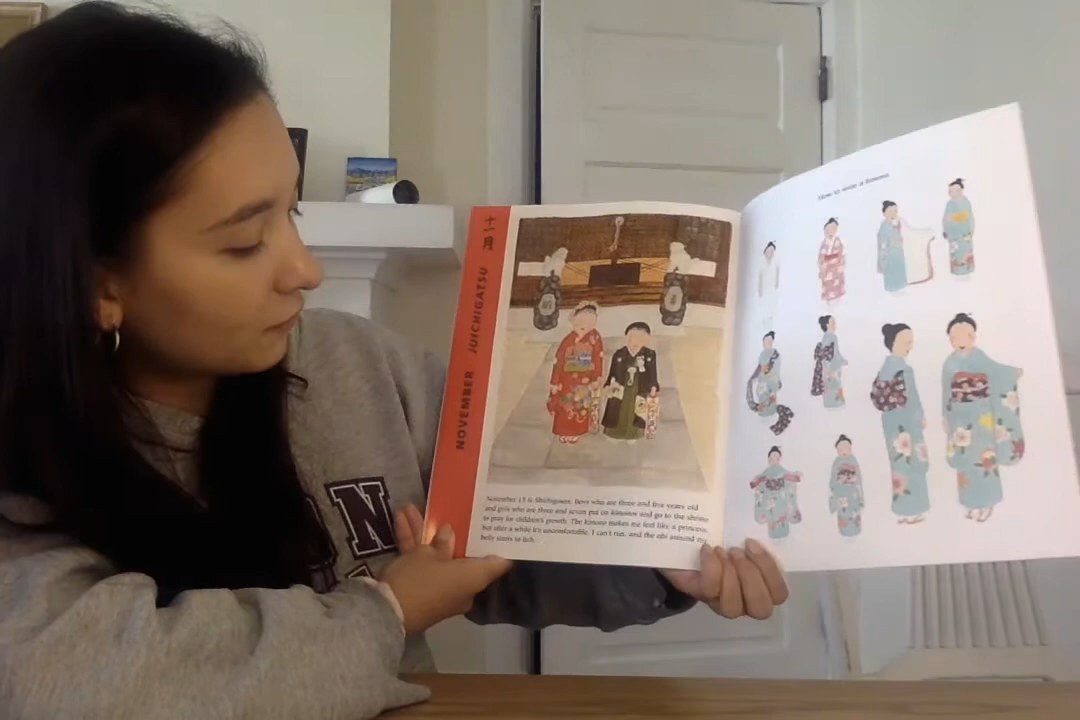 十一月
NOVEMBER JUICHIGATSU
November 15 is Shichigosan. Boys who are three and five years old
and girls who are three and seven put on kimonos and go to the shrine
to pray for children's growth. The kimono makes me feel like a princess,
but after a while it's uncomfortable. I can't run, and the obi around my
belly starts to itch.
How to wear a kimono
N